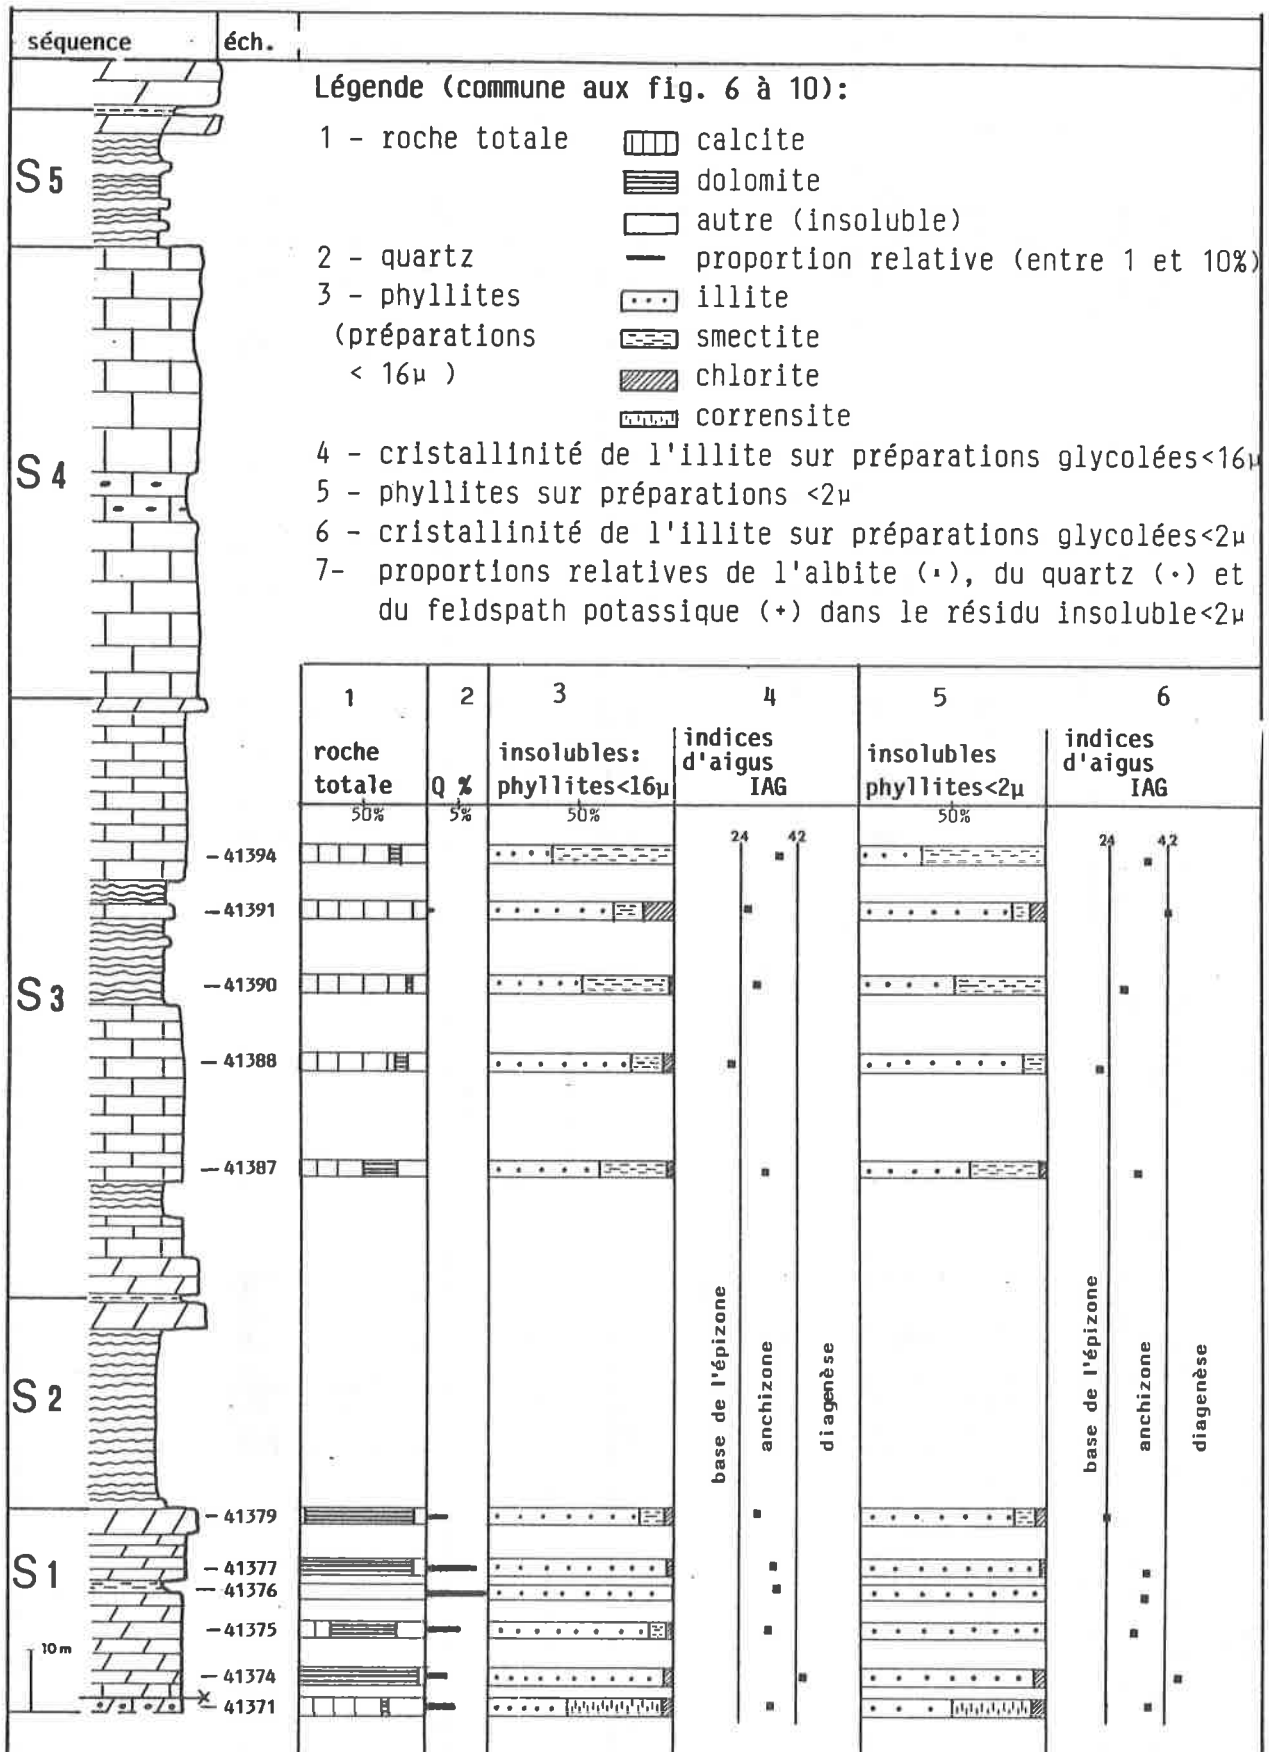 séquence éch.
Légende (commune aux fig. 6 à 10):
1 - roche totale calcite
dolomite
autre (insoluble)
2 - quartz proportion relative (entre 1 et 10%)
3 - phyllites illite
(préparations smectite
< 16µ ) chlorite
corrensite
4 - cristallinité de l'illite sur préparations glycolées<16µ
5 - phyllites sur préparations <2µ
6 - cristallinité de l'illite sur préparations glycolées<2µ
7- proportions relatives de l'albite (▪), du quartz (·) et
du feldspath potassique (+) dans le résidu insoluble<2µ
S5
S4
S3
S2
S1
10m
1 2 3 4 5 6
roche totale
Q %
insolubles: phyllites<16µ
indices d'aigus IAG
insolubles phyllites<2µ
indices d'aigus IAG
50% 5% 50% 50%
24 42 24 42
- 41394
- 41391
- 41390
- 41388
- 41387
- 41379
- 41377
- 41376
- 41375
- 41374
- 41371
base de l'épizone
anchizone
diagenèse
base de l'épizone
anchizone
diagenèse